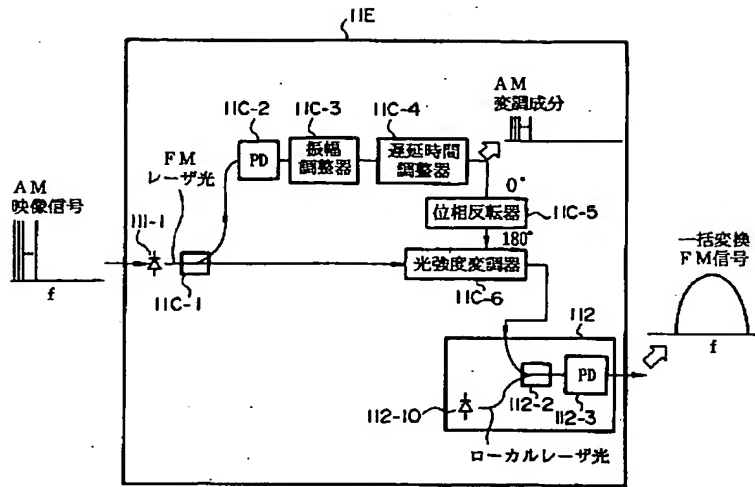 11E
11C-2
11C-3
11C-4
AM
変調成分
PD
振幅
調整器
遅延時間
調整器
FM
レーザ光
0°
AM
映像信号
111-1
位相反転器
11C-5
180°
一括変換
FM信号
光強度変調器
f
11C-1
11C-6
112
f
PD
112-10
112-2
112-3
ローカルレーザ光